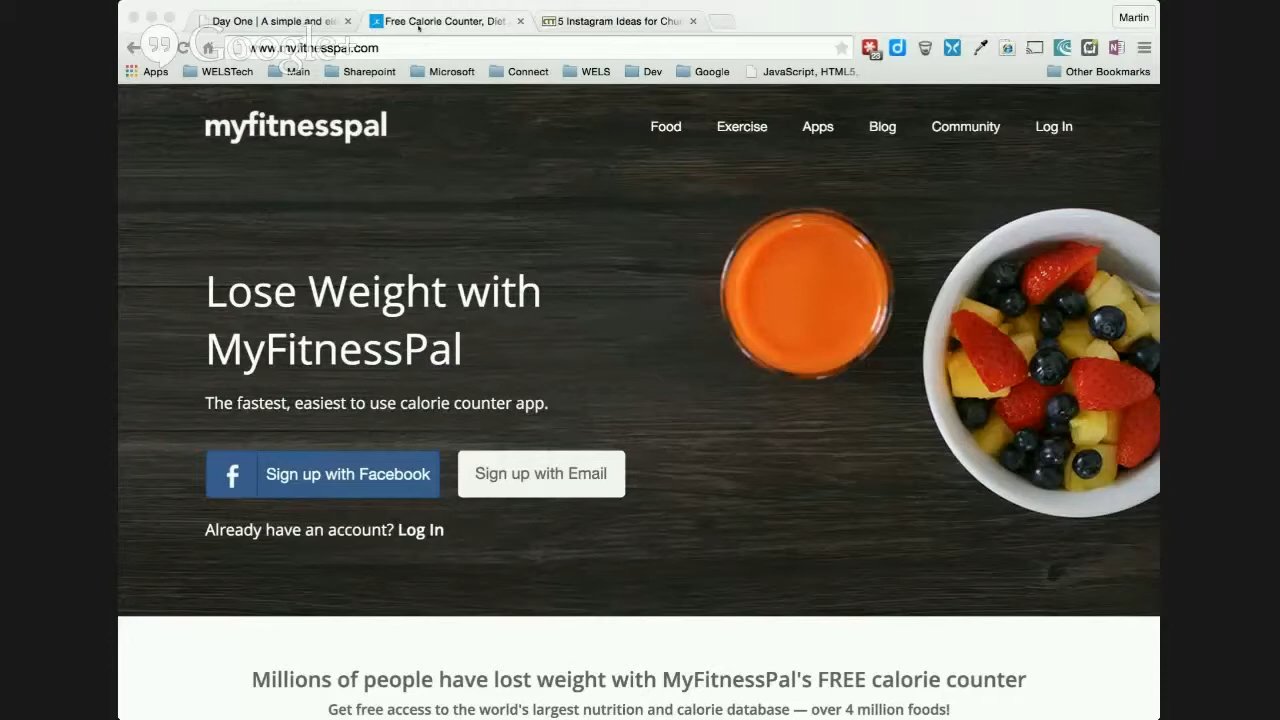 Day One | A simple and ele
Free Calorie Counter, Diet
5 Instagram Ideas for Chur
Martin
Google+
www.myfitnesspal.com
Apps WELSTech Main Sharepoint Microsoft Connect WELS Dev Google JavaScript, HTML5, Other Bookmarks
myfitnesspal
Food Exercise Apps Blog Community Log In
Lose Weight with
MyFitnessPal
The fastest, easiest to use calorie counter app.
f Sign up with Facebook Sign up with Email
Already have an account? Log In
Millions of people have lost weight with MyFitnessPal's FREE calorie counter
Get free access to the world's largest nutrition and calorie database — over 4 million foods!